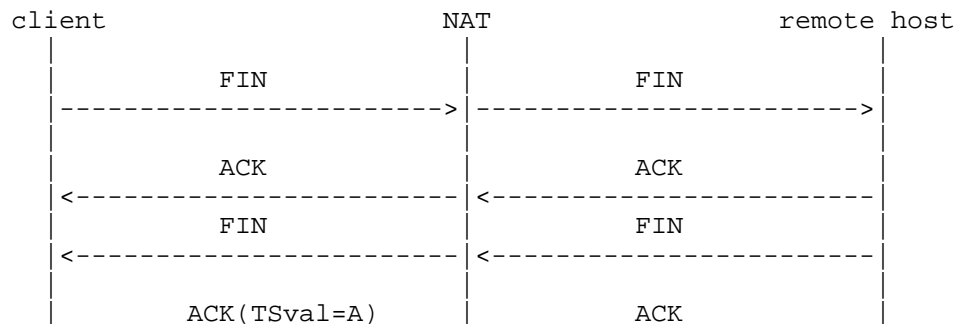 client NAT remote host
| | |
| FIN | FIN |
|------------------------>|------------------------>|
| | |
| ACK | ACK |
|<------------------------|<------------------------|
| FIN | FIN |
|<------------------------|<------------------------|
| | |
| ACK(TSval=A) | ACK |